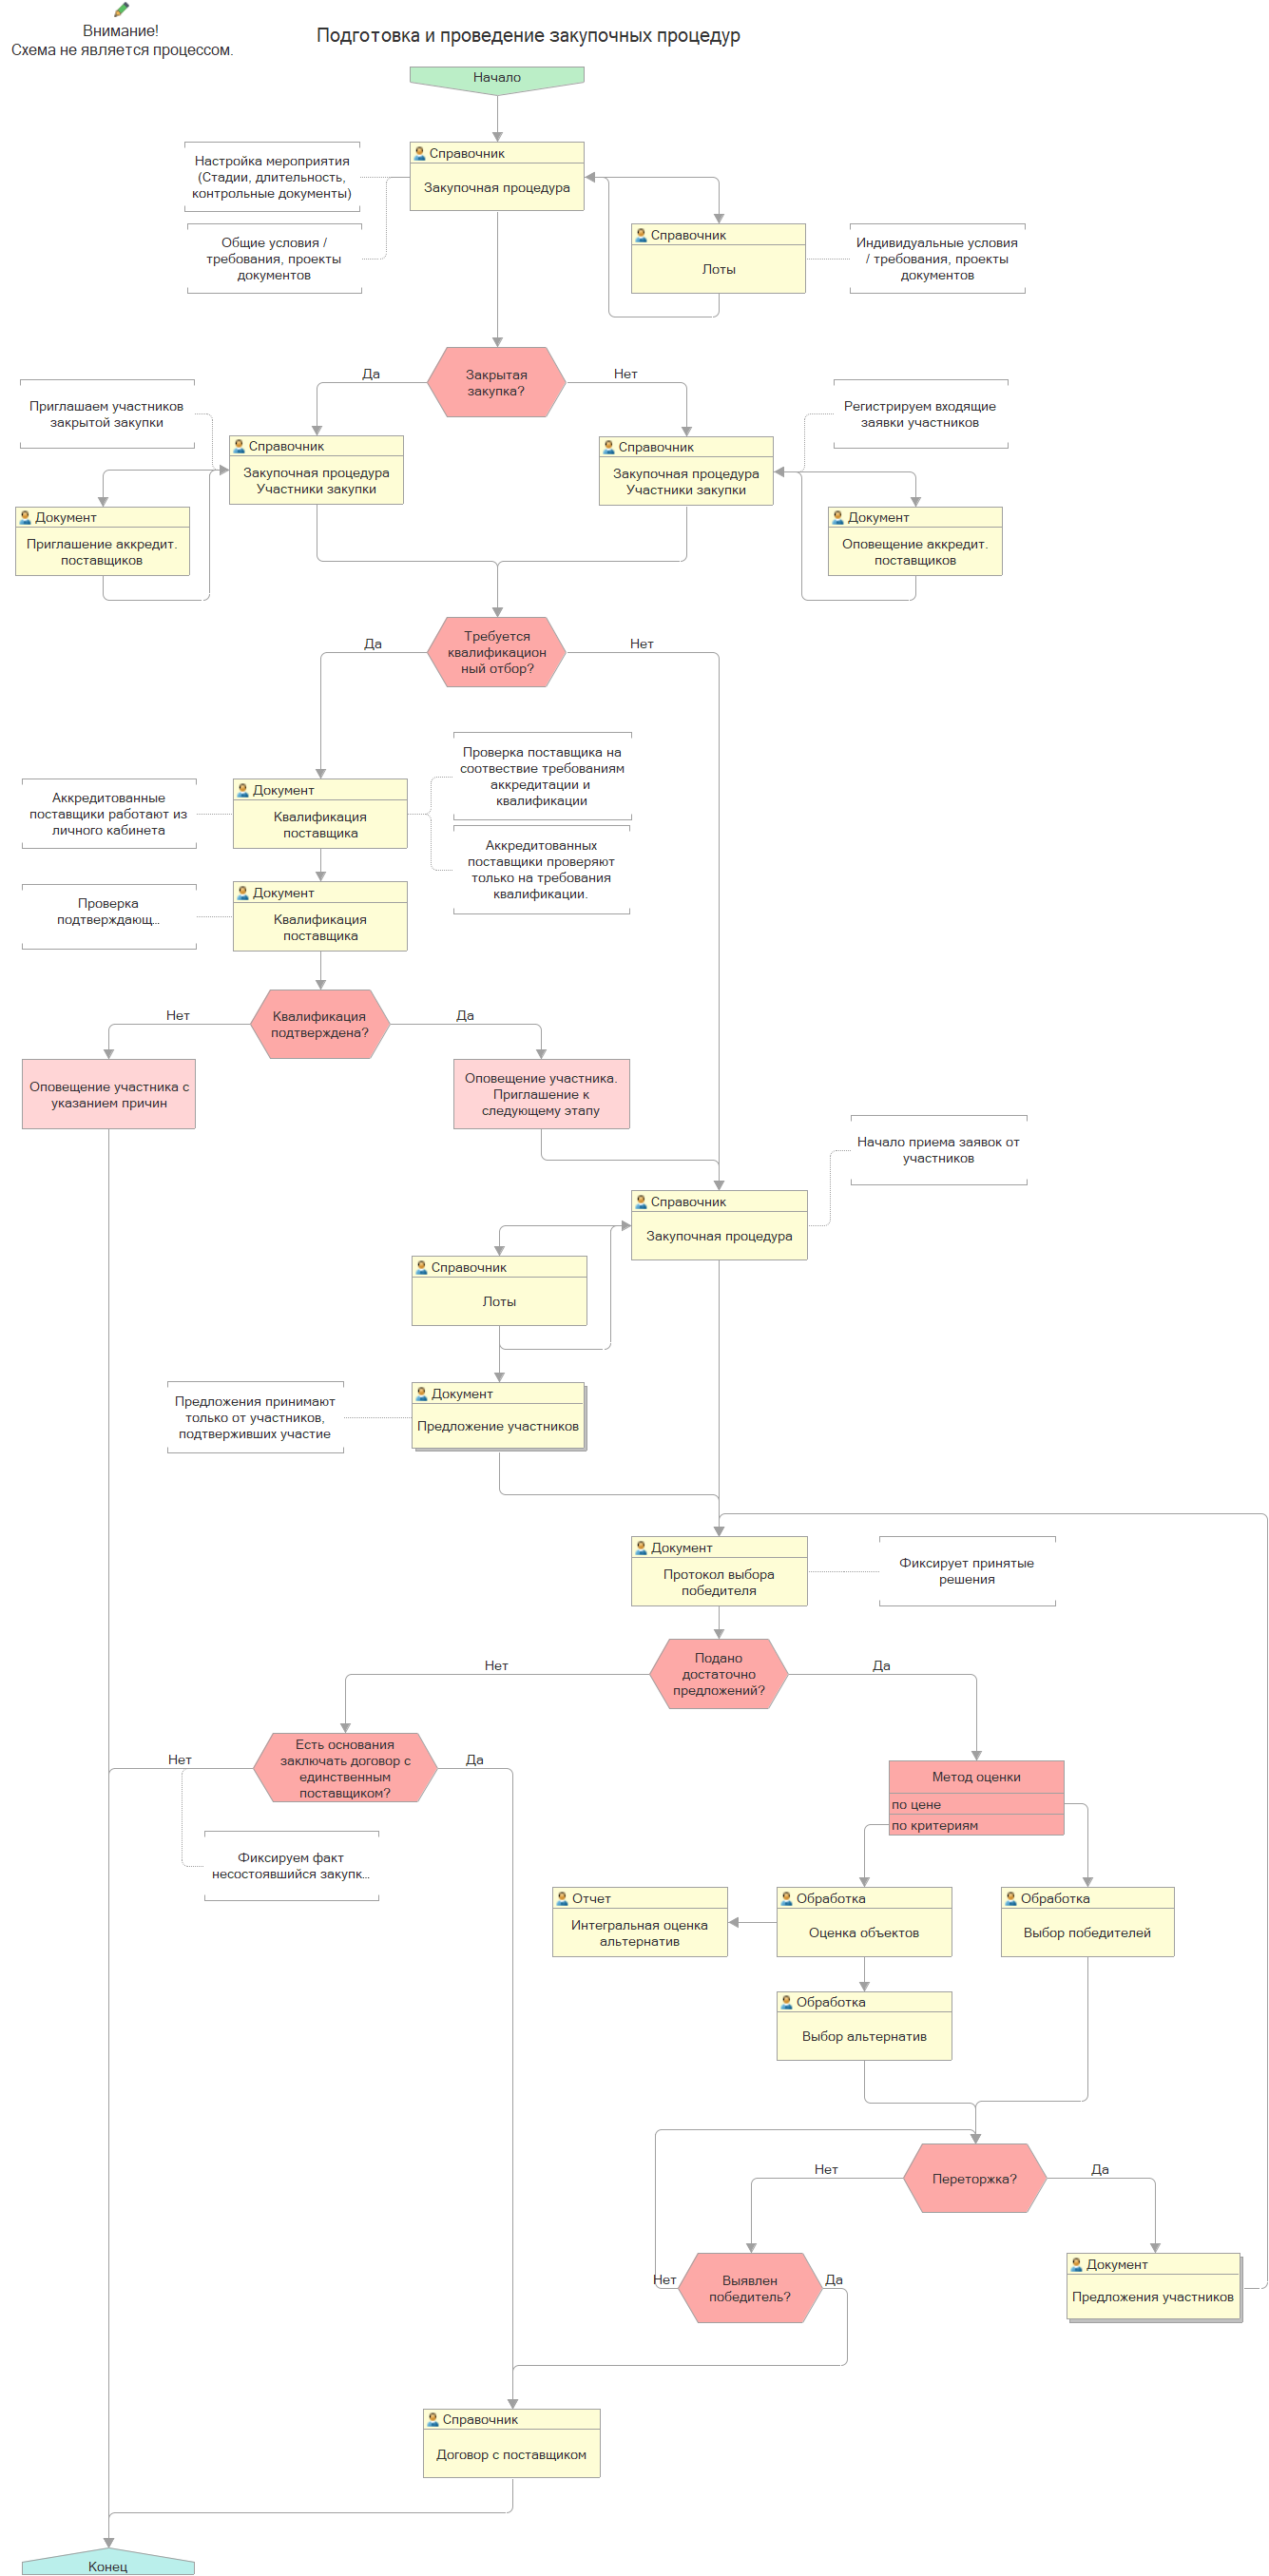 Внимание!
Схема не является процессом.
Подготовка и проведение закупочных процедур
Начало
Справочник
Закупочная процедура
Настройка мероприятия
(Стадии, длительность,
контрольные документы)
Общие условия /
требования, проекты
документов
Справочник
Лоты
Индивидуальные условия
/ требования, проекты
документов
Закрытая
закупка?
Да
Нет
Приглашаем участников
закрытой закупки
Справочник
Закупочная процедура
Участники закупки
Справочник
Закупочная процедура
Участники закупки
Регистрируем входящие
заявки участников
Документ
Приглашение аккредит.
поставщиков
Документ
Оповещение аккредит.
поставщиков
Требуется
квалификацион
ный отбор?
Да
Нет
Проверка поставщика на
соотвествие требованиям
аккредитации и
квалификации
Аккредитованные
поставщики работают из
личного кабинета
Документ
Квалификация
поставщика
Аккредитованных
поставщики проверяют
только на требования
квалификации.
Проверка
подтверждающ...
Документ
Квалификация
поставщика
Квалификация
подтверждена?
Нет
Да
Оповещение участника с
указанием причин
Оповещение участника.
Приглашение к
следующему этапу
Начало приема заявок от
участников
Справочник
Закупочная процедура
Справочник
Лоты
Предложения принимают
только от участников,
подтверживших участие
Документ
Предложение участников
Документ
Протокол выбора
победителя
Фиксирует принятые
решения
Подано
достаточно
предложений?
Нет
Да
Есть основания
заключать договор с
единственным
поставщиком?
Нет
Да
Метод оценки
по цене
по критериям
Фиксируем факт
несостоявшийся закупк...
Отчет
Интегральная оценка
альтернатив
Обработка
Оценка объектов
Обработка
Выбор победителей
Обработка
Выбор альтернатив
Переторжка?
Нет
Да
Выявлен
победитель?
Нет
Да
Документ
Предложения участников
Справочник
Договор с поставщиком
Конец